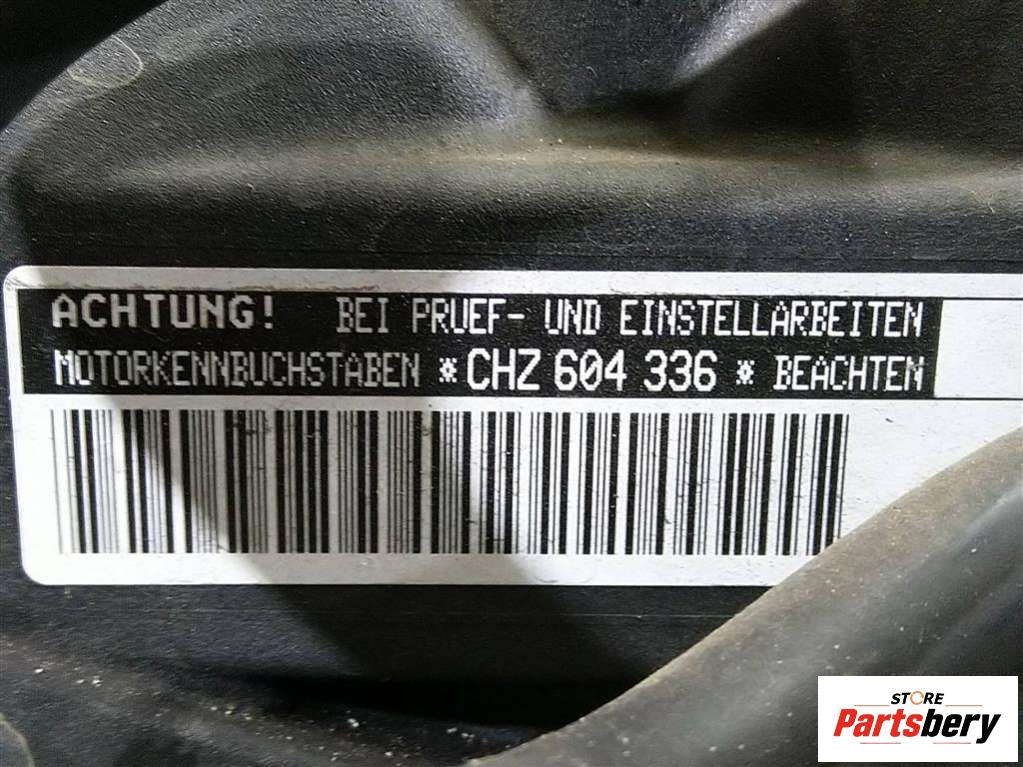 ACHTUNG! BEI PRUEF- UND EINSTELLARBEITEN
MOTORKENNBUCHSTABEN *CHZ 604 336* BEACHTEN
STORE
Partsbery